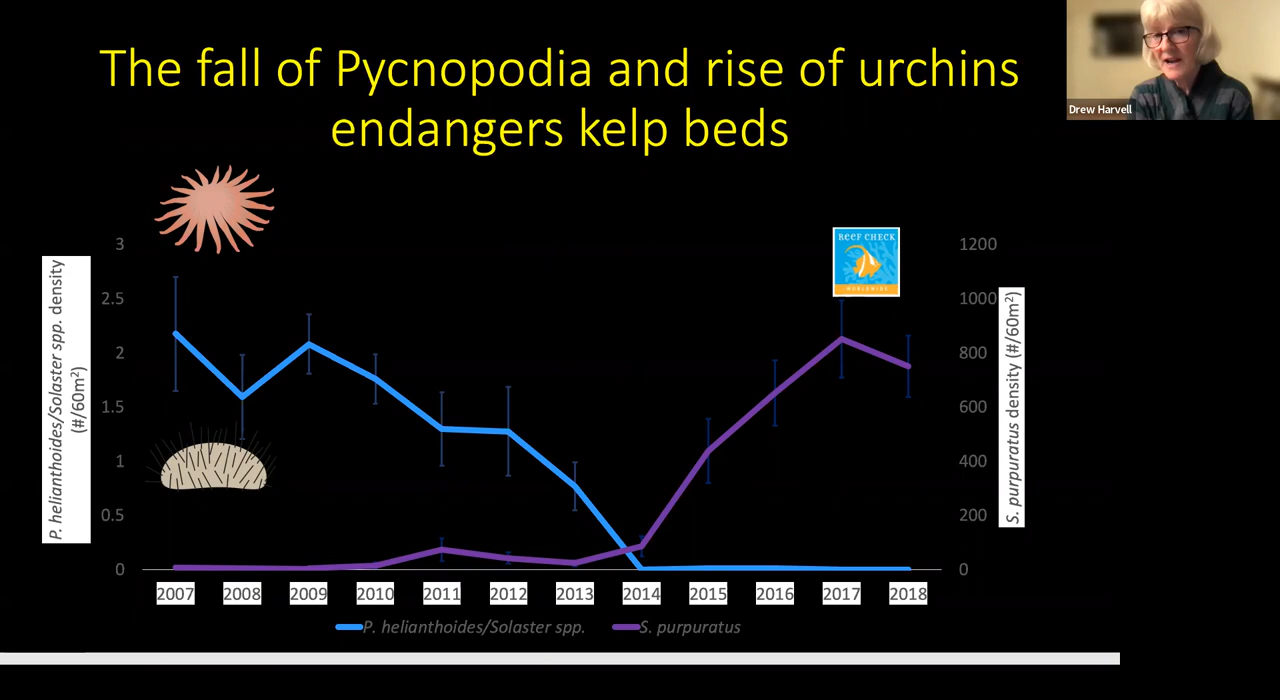 The fall of Pycnopodia and rise of urchins
endangers kelp beds
Drew Harvell
REEF CHECK
WORLDWIDE
P. helianthoides/Solaster spp. density
(#/60m²)
3
2.5
2
1.5
1
0.5
0
1200
1000
800
600
400
200
0
S. purpuratus density (#/60m²)
2007 2008 2009 2010 2011 2012 2013 2014 2015 2016 2017 2018
P. helianthoides/Solaster spp. S. purpuratus